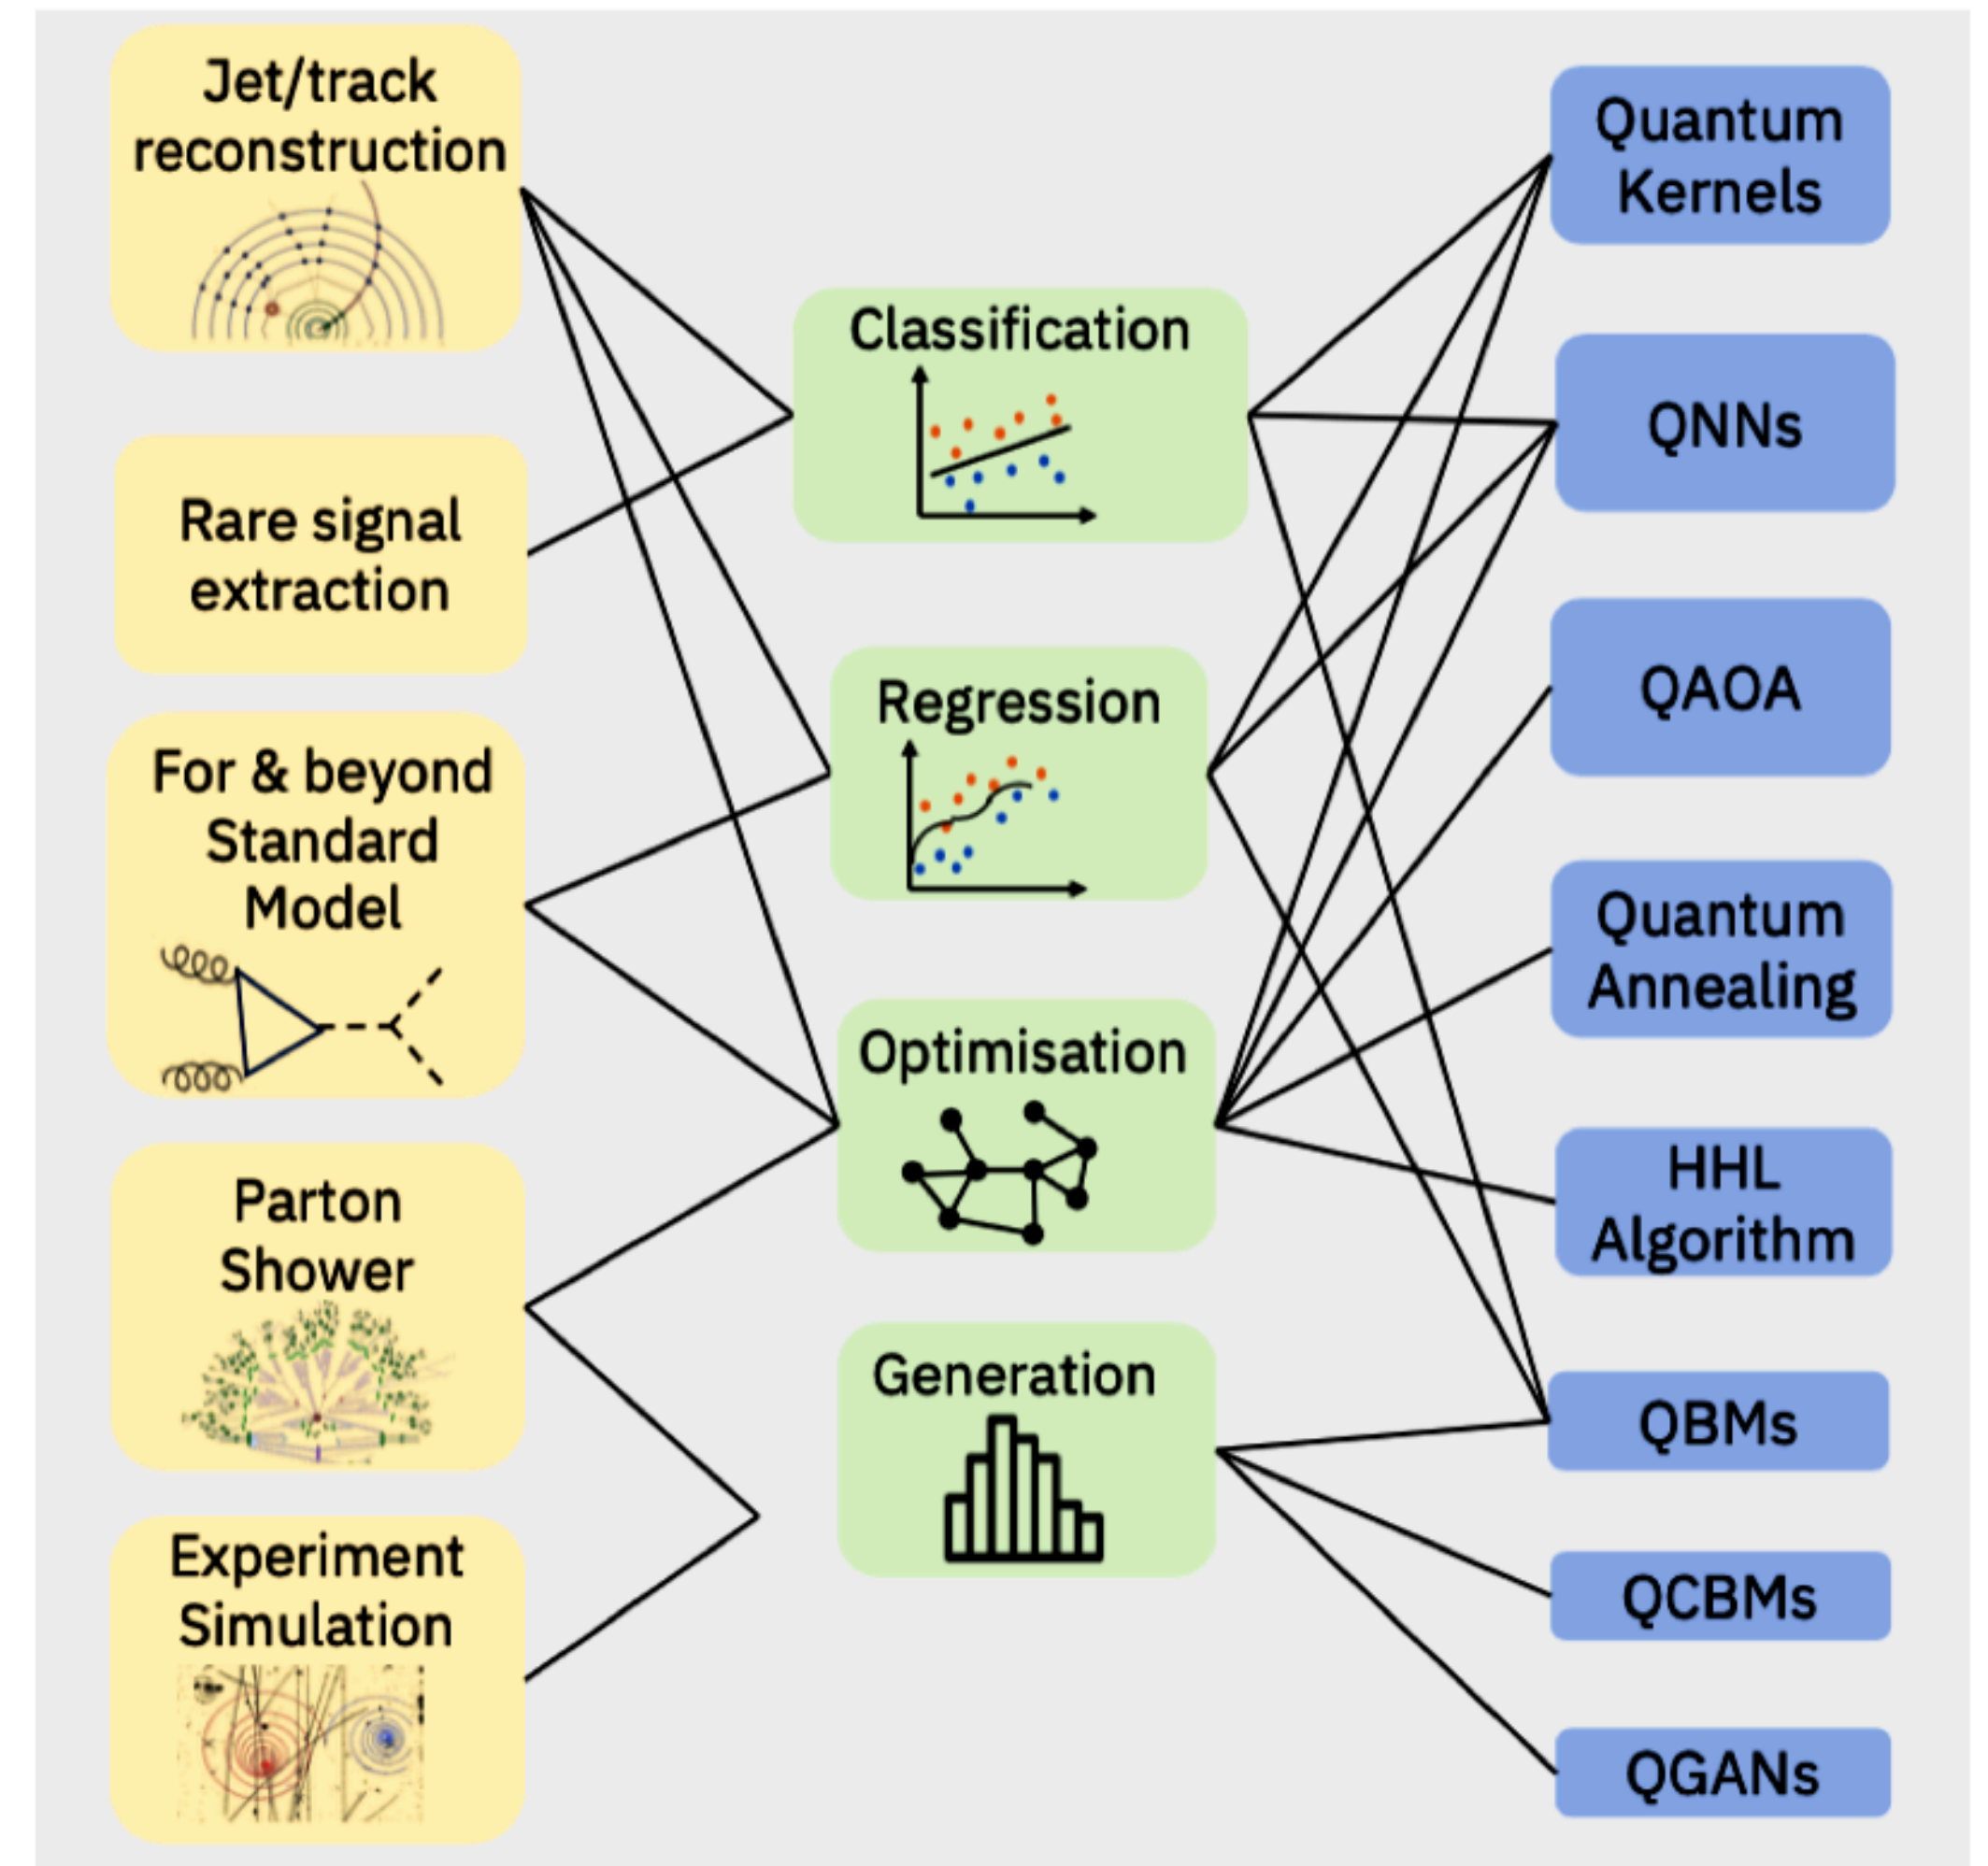 Jet/track
reconstruction
Rare signal
extraction
For & beyond
Standard
Model
Parton
Shower
Experiment
Simulation
Classification
Regression
Optimisation
Generation
Quantum
Kernels
QNNs
QAOA
Quantum
Annealing
HHL
Algorithm
QBMs
QCBMs
QGANs